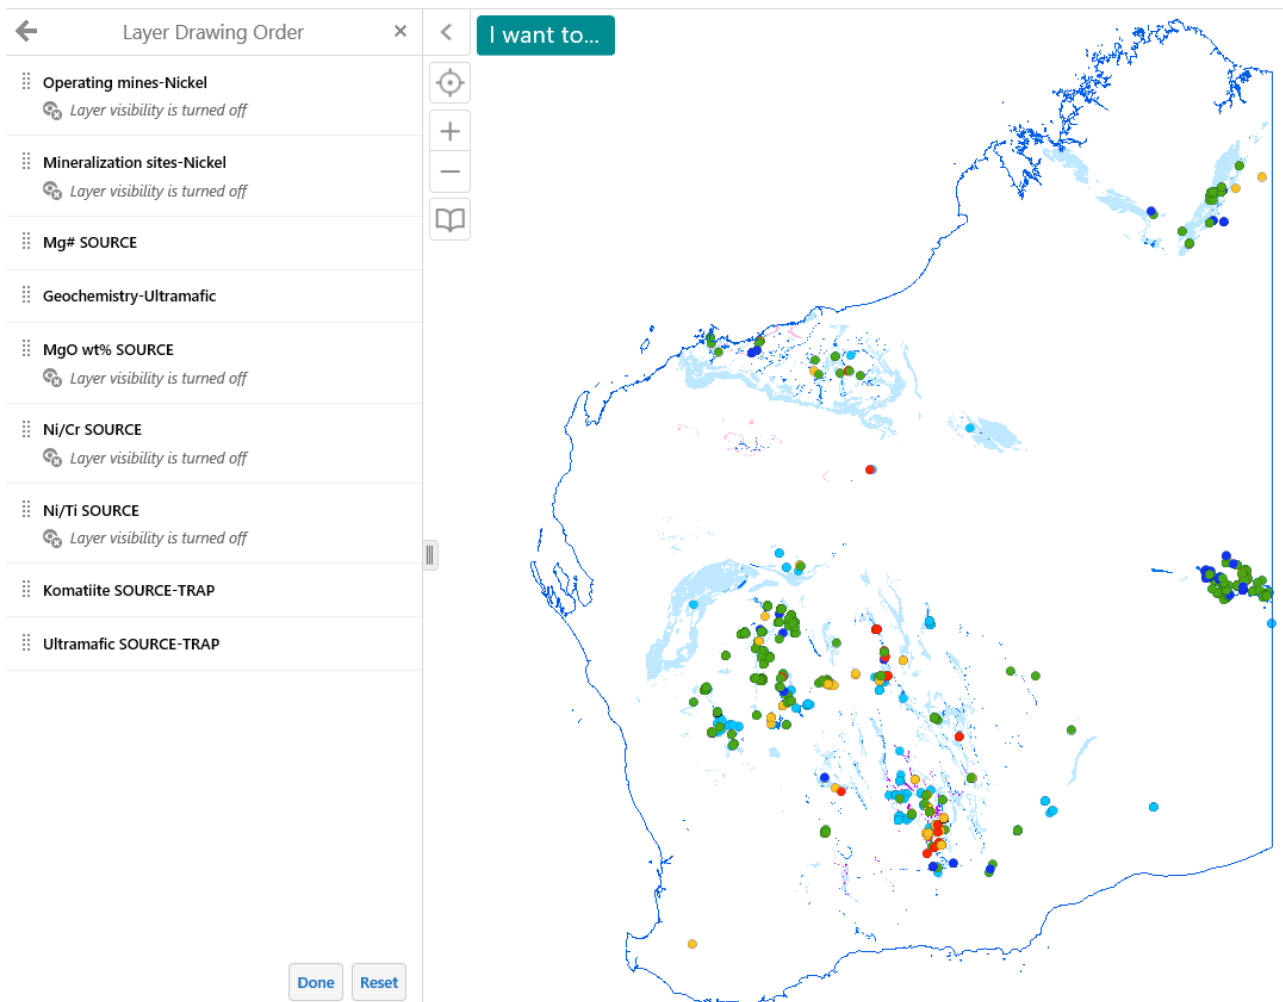 Layer Drawing Order
I want to...
Operating mines-Nickel
Layer visibility is turned off
Mineralization sites-Nickel
Layer visibility is turned off
Mg# SOURCE
Geochemistry-Ultramafic
MgO wt% SOURCE
Layer visibility is turned off
Ni/Cr SOURCE
Layer visibility is turned off
Ni/Ti SOURCE
Layer visibility is turned off
Komatiite SOURCE-TRAP
Ultramafic SOURCE-TRAP
Done
Reset